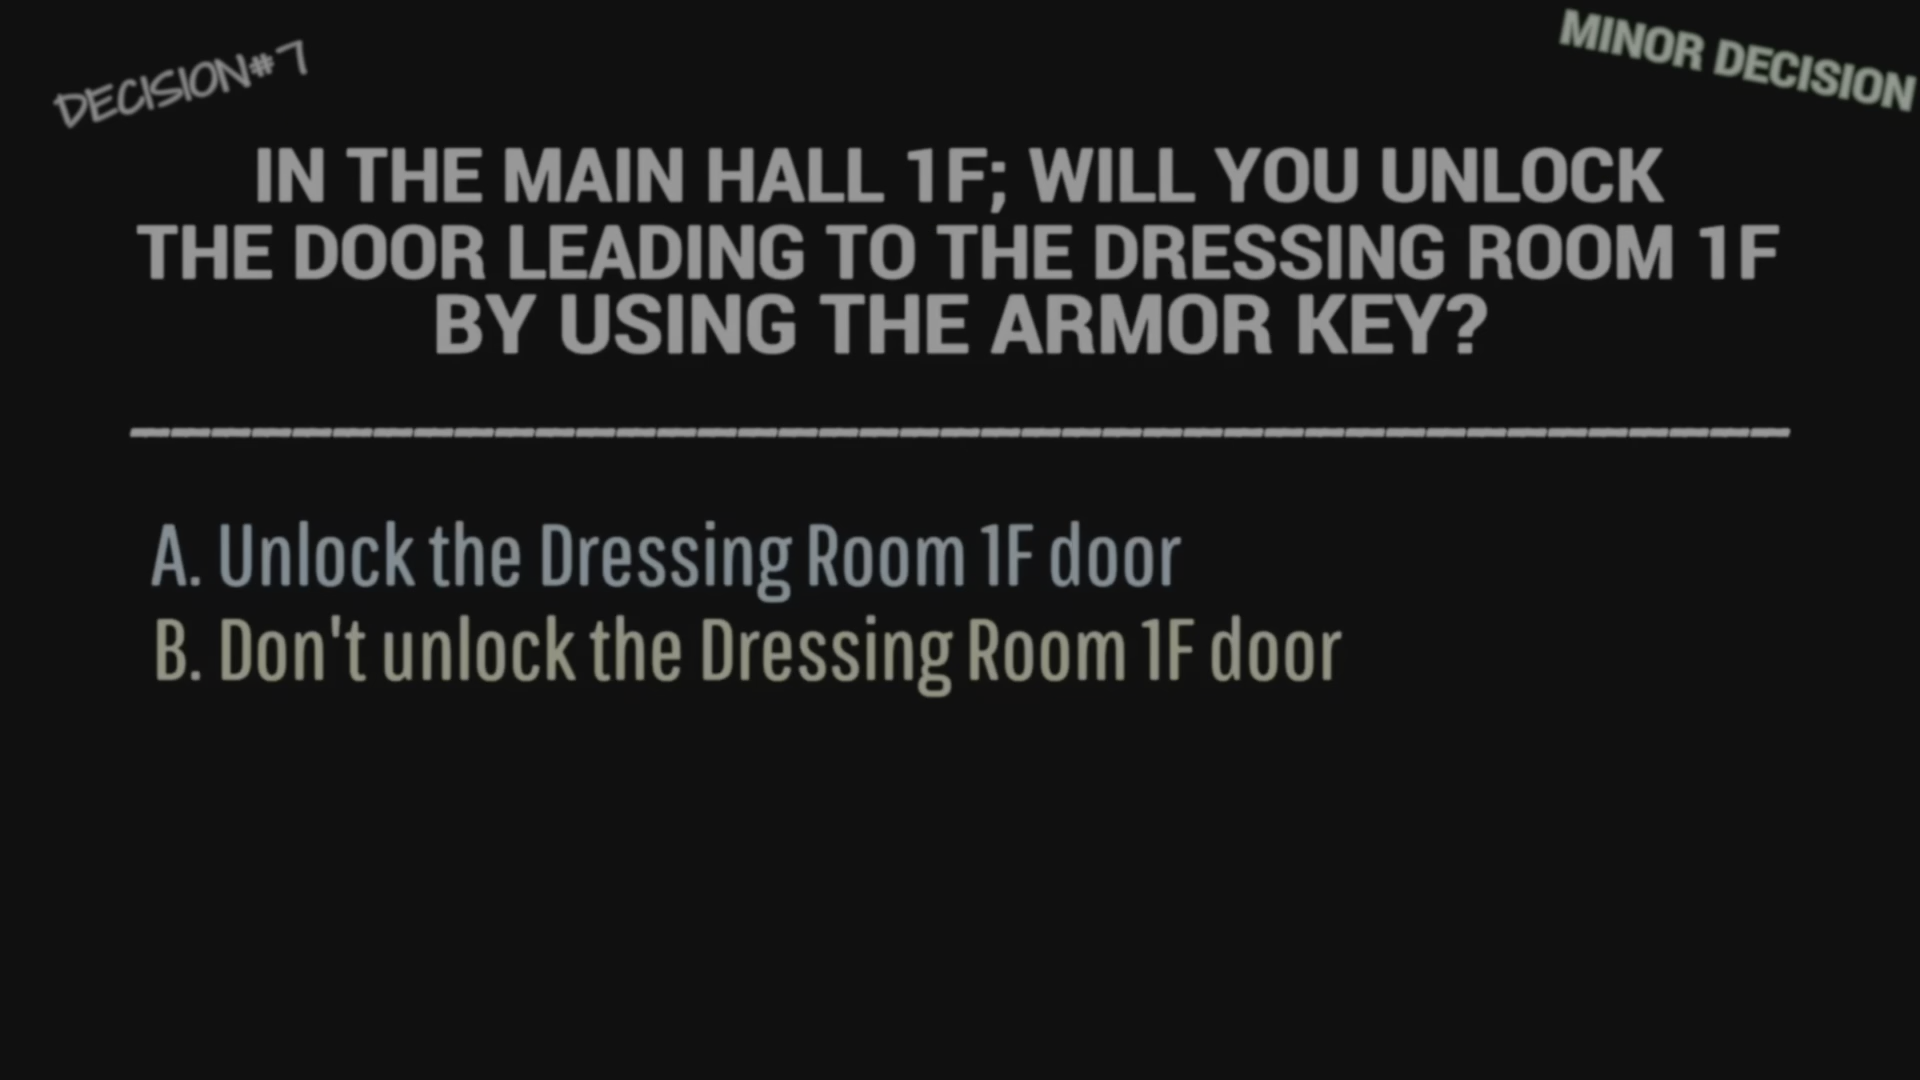 DECISION#7
MINOR DECISION
IN THE MAIN HALL 1F; WILL YOU UNLOCK
THE DOOR LEADING TO THE DRESSING ROOM 1F
BY USING THE ARMOR KEY?
A. Unlock the Dressing Room 1F door
B. Don't unlock the Dressing Room 1F door